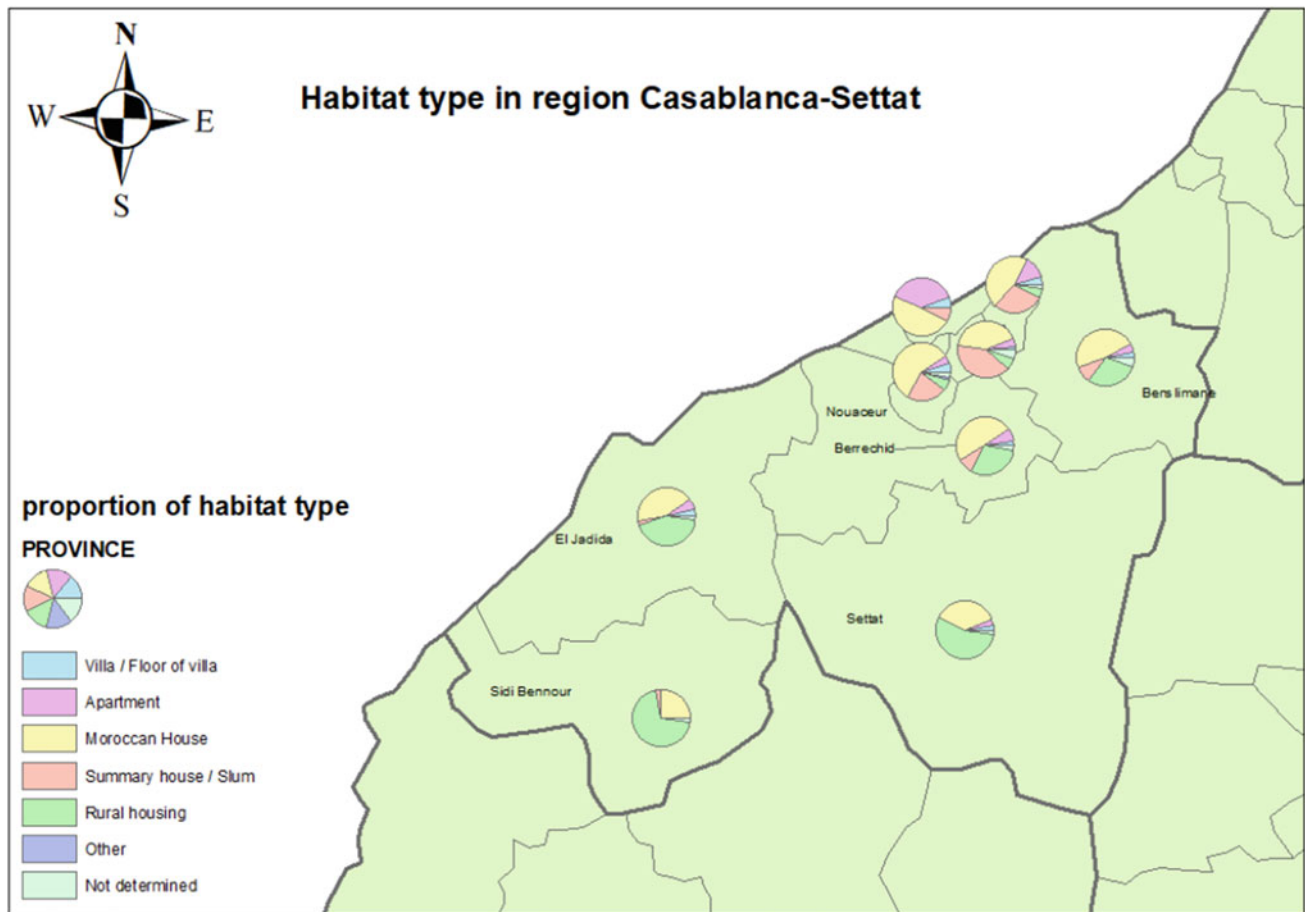 N
W
E
S
Habitat type in region Casablanca-Settat
Benslimane
Nouaceur
Berrechid
El Jadida
Settat
Sidi Bennour
proportion of habitat type
PROVINCE
Villa / Floor of villa
Apartment
Moroccan House
Summary house / Slum
Rural housing
Other
Not determined